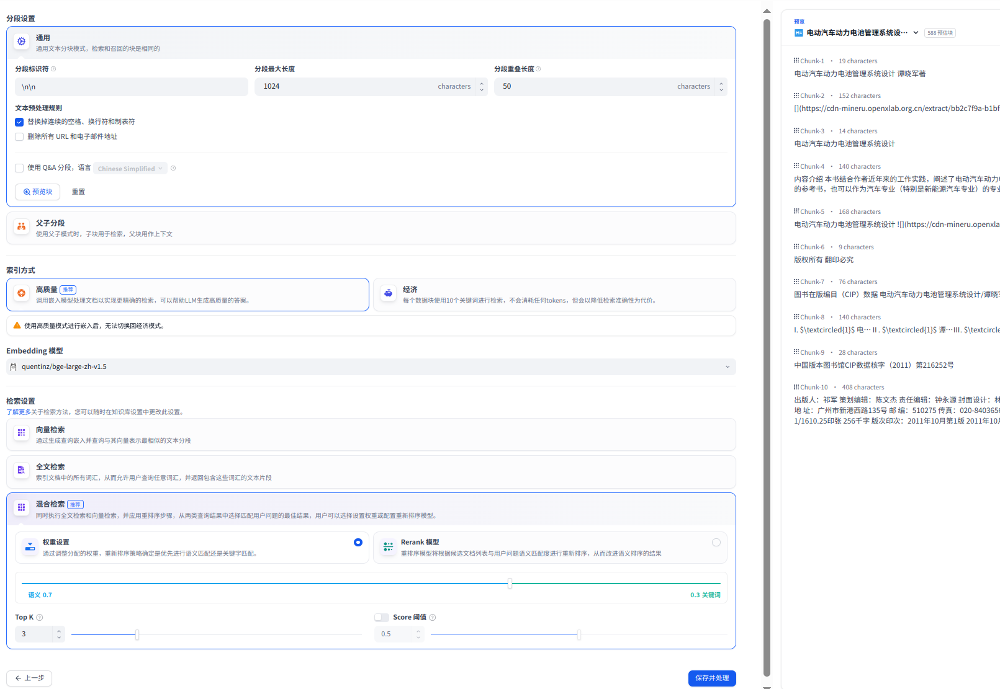 分段设置
通用
通用文本分块模式，检索和召回的块是相同的
分段标识符
分段最大长度
分段重叠长度
\n\n
1024 characters
50 characters
文本预处理规则
替换掉连续的空格、换行符和制表符
删除所有 URL 和电子邮件地址
使用 Q&A 分段，语言 Chinese Simplified
预览块 重置
父子分段
使用父子模式时，子块用于检索，父块用作上下文
索引方式
高质量 推荐
调用嵌入模型处理文档以实现更精确的检索，可以帮助LLM生成高质量的答案。
经济
每个数据块使用10个关键词进行检索，不会消耗任何tokens，但会以降低检索准确性为代价。
使用高质量模式进行嵌入后，无法切换回经济模式。
Embedding 模型
quentinz/bge-large-zh-v1.5
检索设置
了解更多关于检索方法，您可以随时在知识库设置中更改此设置。
向量检索
通过生成查询嵌入并查询与其向量表示最相似的文本分段
全文检索
索引文档中的所有词汇，从而允许用户查询任意词汇，并返回包含这些词汇的文本片段
混合检索 推荐
同时执行全文检索和向量检索，并应用重排序步骤，从两类查询结果中选择匹配用户问题的最佳结果，用户可以选择设置权重或配置重新排序模型。
权重设置
通过调整分配的权重，重新排序策略确定是优先进行语义匹配还是关键字匹配。
Rerank 模型
重排序模型将根据候选文档列表与用户问题语义匹配度进行重新排序，从而改进语义排序的结果
语义 0.7
0.3 关键词
Top K
3
Score 阈值
0.5
上一步
保存并处理
预览
电动汽车动力电池管理系统设… 588 预估块
Chunk-1 · 19 characters
电动汽车动力电池管理系统设计 谭晓军著
Chunk-2 · 152 characters
[](https://cdn-mineru.openxlab.org.cn/extract/bb2c7f9a-b1bf
Chunk-3 · 14 characters
电动汽车动力电池管理系统设计
Chunk-4 · 140 characters
内容介绍 本书结合作者近年来的工作实践，阐述了电动汽车动力
的参考书，也可以作为汽车专业（特别是新能源汽车专业）的专业
Chunk-5 · 168 characters
电动汽车动力电池管理系统设计 ![](https://cdn-mineru.openxla
Chunk-6 · 9 characters
版权所有 翻印必究
Chunk-7 · 76 characters
图书在版编目（CIP）数据 电动汽车动力电池管理系统设计/谭晓
Chunk-8 · 140 characters
I. $\textcircled{1}$ 电… II . $\textcircled{1}$ 谭…III. $\textcircle
Chunk-9 · 28 characters
中国版本图书馆CIP数据核字（2011）第216252号
Chunk-10 · 408 characters
出版人：祁军 策划编辑：陈文杰 责任编辑：钟永源 封面设计：林
地 址：广州市新港西路135号 邮 编：510275 传真：020-8403656
1/1610.25印张 256千字 版次印次：2011年10月第1版 2011年10